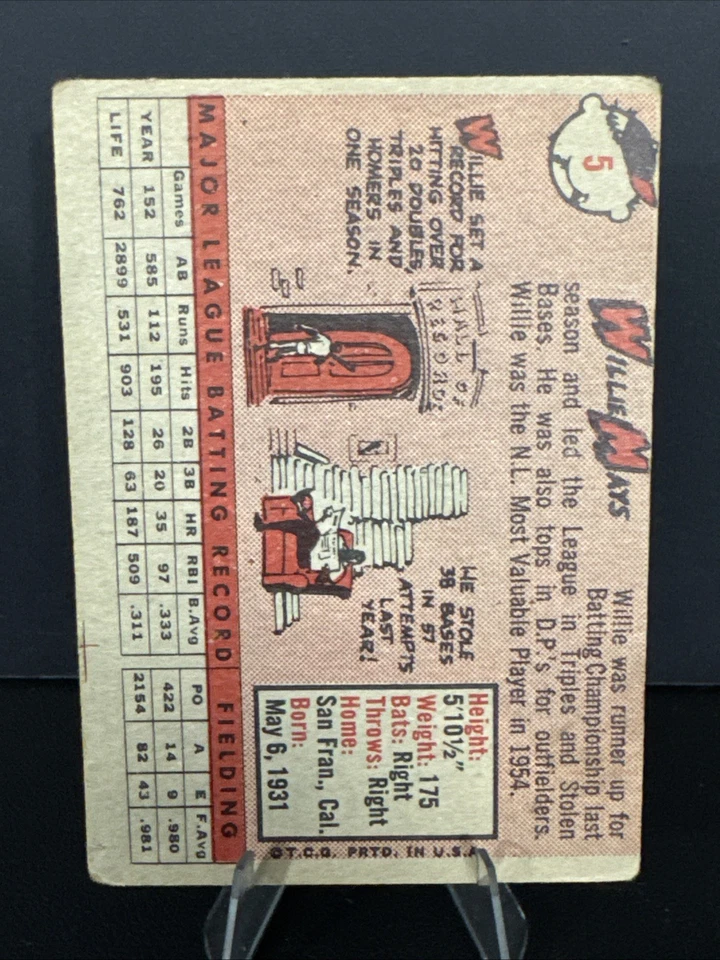 5
WILLIE MAYS
Willie was runner up for
Batting Championship last
season and led the League in Triples and Stolen
Bases. He was also tops in D.P.'s for outfielders.
Willie was the N.L. Most Valuable Player in 1954.
WILLIE SET A
RECORD FOR
HITTING OVER
20 DOUBLES,
TRIPLES AND
HOMERS IN
ONE SEASON.
HALL OF
RECORDS
HE STOLE
38 BASES
IN 57
ATTEMPTS
LAST
YEAR!
Height:
5'10½"
Weight: 175
Bats: Right
Throws: Right
Home:
San Fran., Cal.
Born:
May 6, 1931
©T.C.G. PRTD. IN U.S.A.
MAJOR LEAGUE BATTING RECORD FIELDING
Games AB Runs Hits 2B 3B HR RBI B.Avg PO A E F.Avg
YEAR 152 585 112 195 26 20 35 97 .333 422 14 9 .980
LIFE 762 2899 531 903 128 63 187 509 .311 2154 82 43 .981